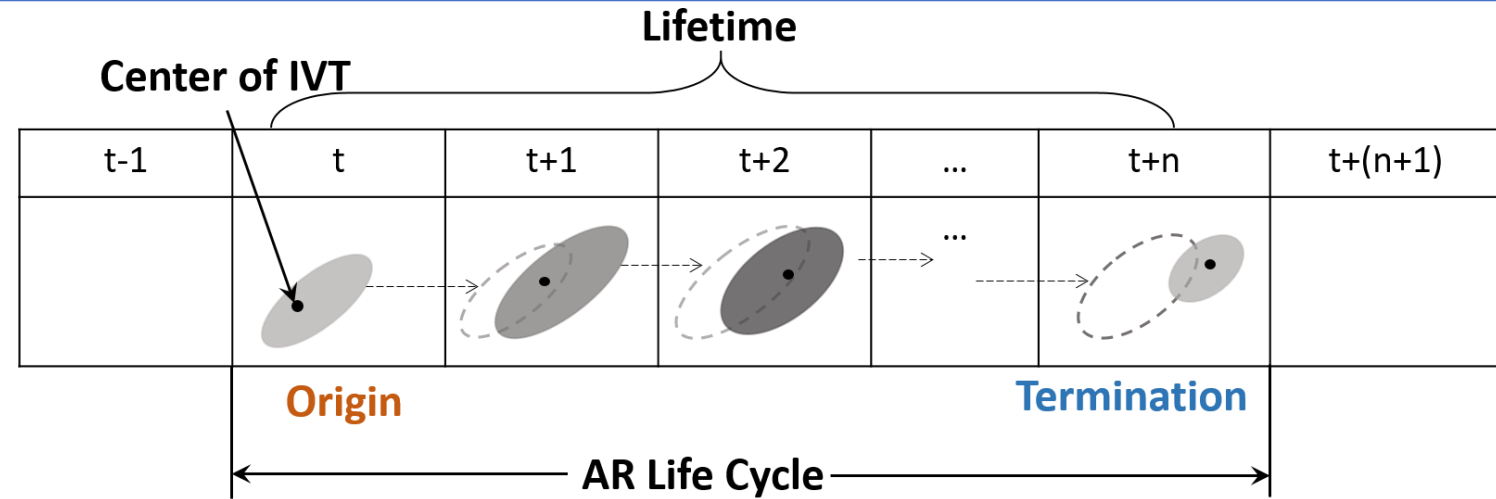 Lifetime
Center of IVT
t-1 t t+1 t+2 ... t+n t+(n+1)
...
Origin Termination
AR Life Cycle